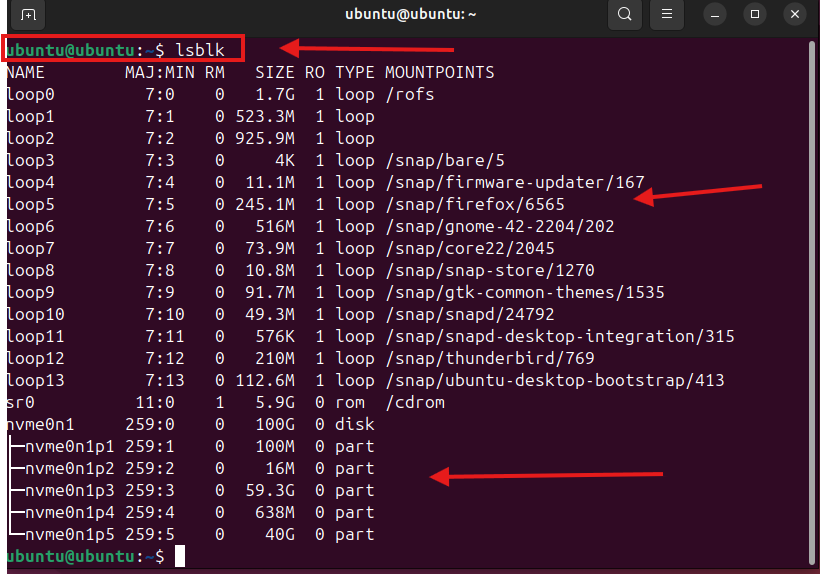 ubuntu@ubuntu: ~
ubuntu@ubuntu:~$ lsblk
NAME        MAJ:MIN RM   SIZE RO TYPE MOUNTPOINTS
loop0         7:0    0   1.7G  1 loop /rofs
loop1         7:1    0 523.3M  1 loop
loop2         7:2    0 925.9M  1 loop
loop3         7:3    0     4K  1 loop /snap/bare/5
loop4         7:4    0  11.1M  1 loop /snap/firmware-updater/167
loop5         7:5    0 245.1M  1 loop /snap/firefox/6565
loop6         7:6    0   516M  1 loop /snap/gnome-42-2204/202
loop7         7:7    0  73.9M  1 loop /snap/core22/2045
loop8         7:8    0  10.8M  1 loop /snap/snap-store/1270
loop9         7:9    0  91.7M  1 loop /snap/gtk-common-themes/1535
loop10        7:10   0  49.3M  1 loop /snap/snapd/24792
loop11        7:11   0   576K  1 loop /snap/snapd-desktop-integration/315
loop12        7:12   0   210M  1 loop /snap/thunderbird/769
loop13        7:13   0 112.6M  1 loop /snap/ubuntu-desktop-bootstrap/413
sr0          11:0    1   5.9G  0 rom  /cdrom
nvme0n1     259:0    0   100G  0 disk
├─nvme0n1p1 259:1    0   100M  0 part
├─nvme0n1p2 259:2    0    16M  0 part
├─nvme0n1p3 259:3    0  59.3G  0 part
├─nvme0n1p4 259:4    0   638M  0 part
└─nvme0n1p5 259:5    0    40G  0 part
ubuntu@ubuntu:~$